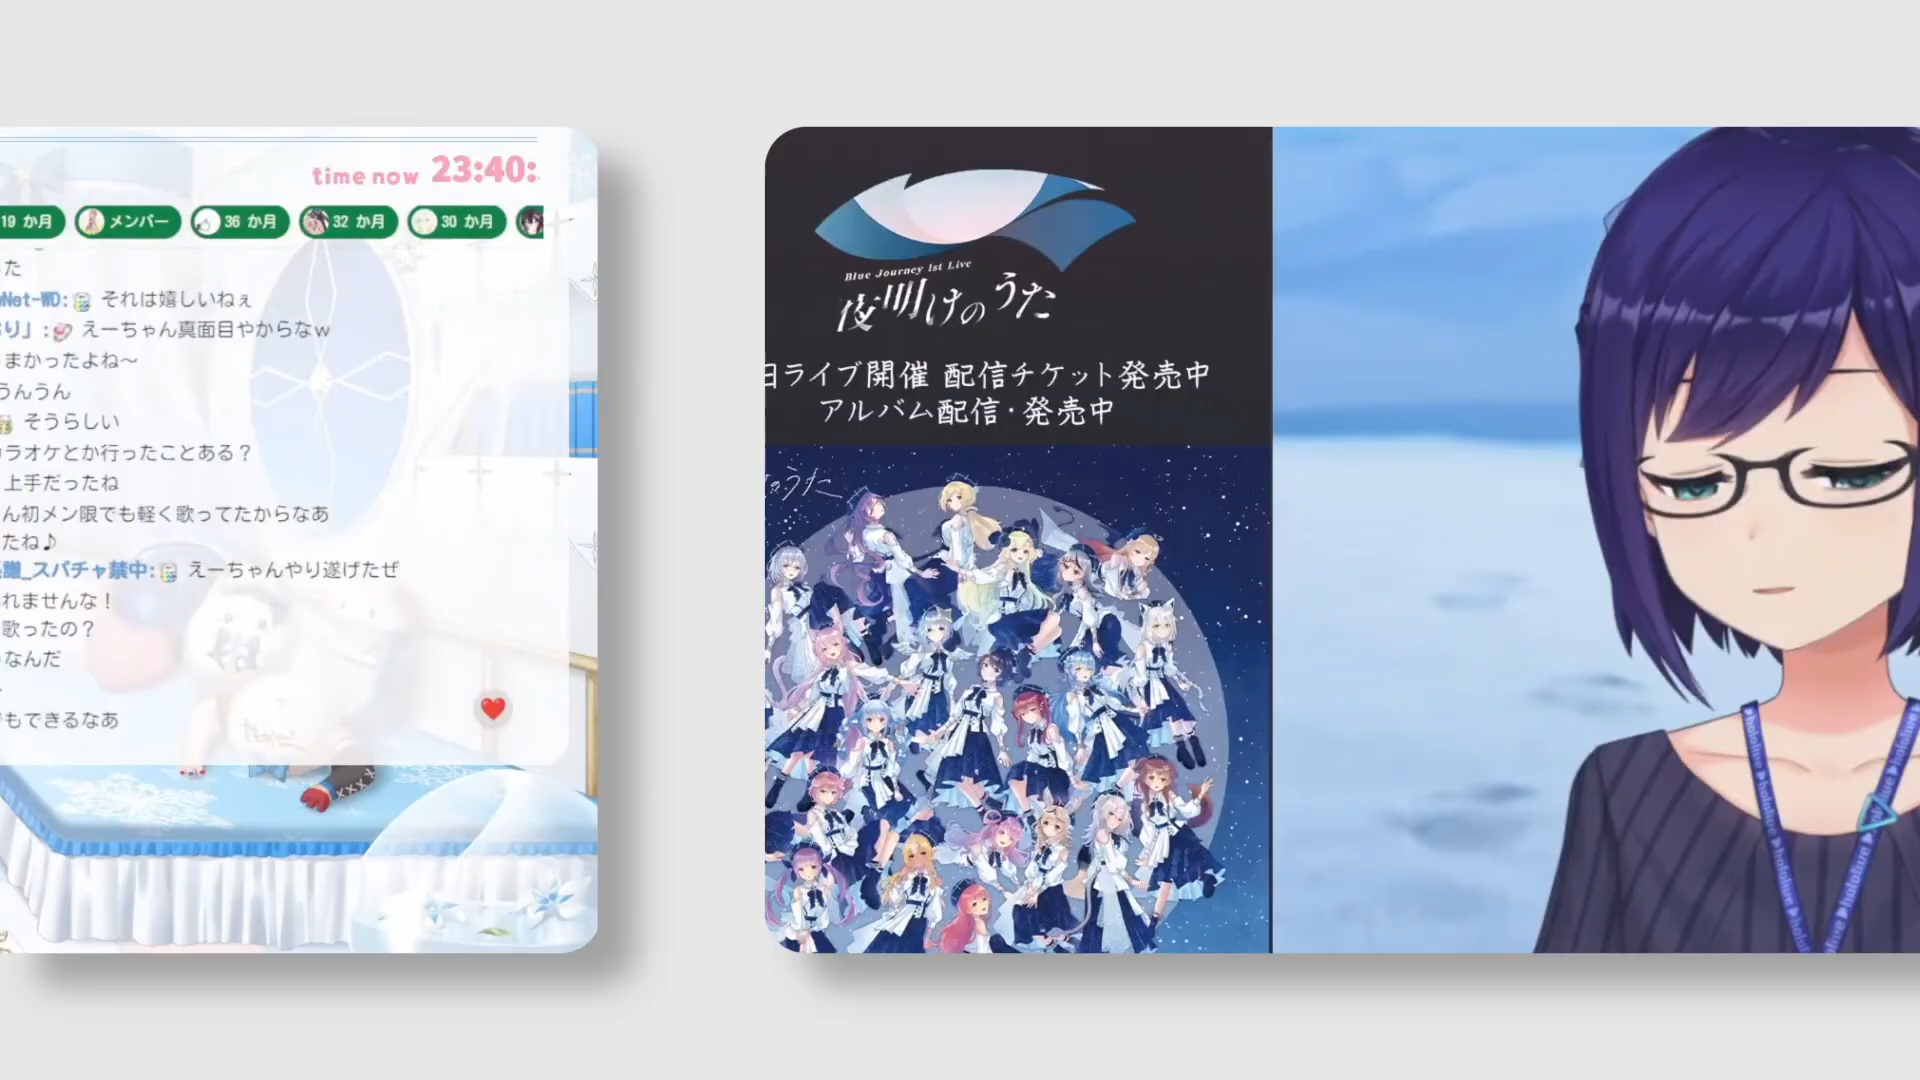 time now 23:40:
19 か月
メンバー
36 か月
32 か月
30 か月
った
Net-WD: それは嬉しいねぇ
り」: えーちゃん真面目やからなw
まかったよね～
うんうん
そうらしい
ラオケとか行ったことある？
上手だったね
ん初メン限でも軽く歌ってたからなあ
たね♪
_スパチャ禁中: えーちゃんやり遂げたぜ
れませんな！
歌ったの？
なんだ
もできるなあ
Blue Journey 1st Live
夜明けのうた
日ライブ開催 配信チケット発売中
アルバム配信・発売中
のうた
hololive
hololive
hololive
hololive